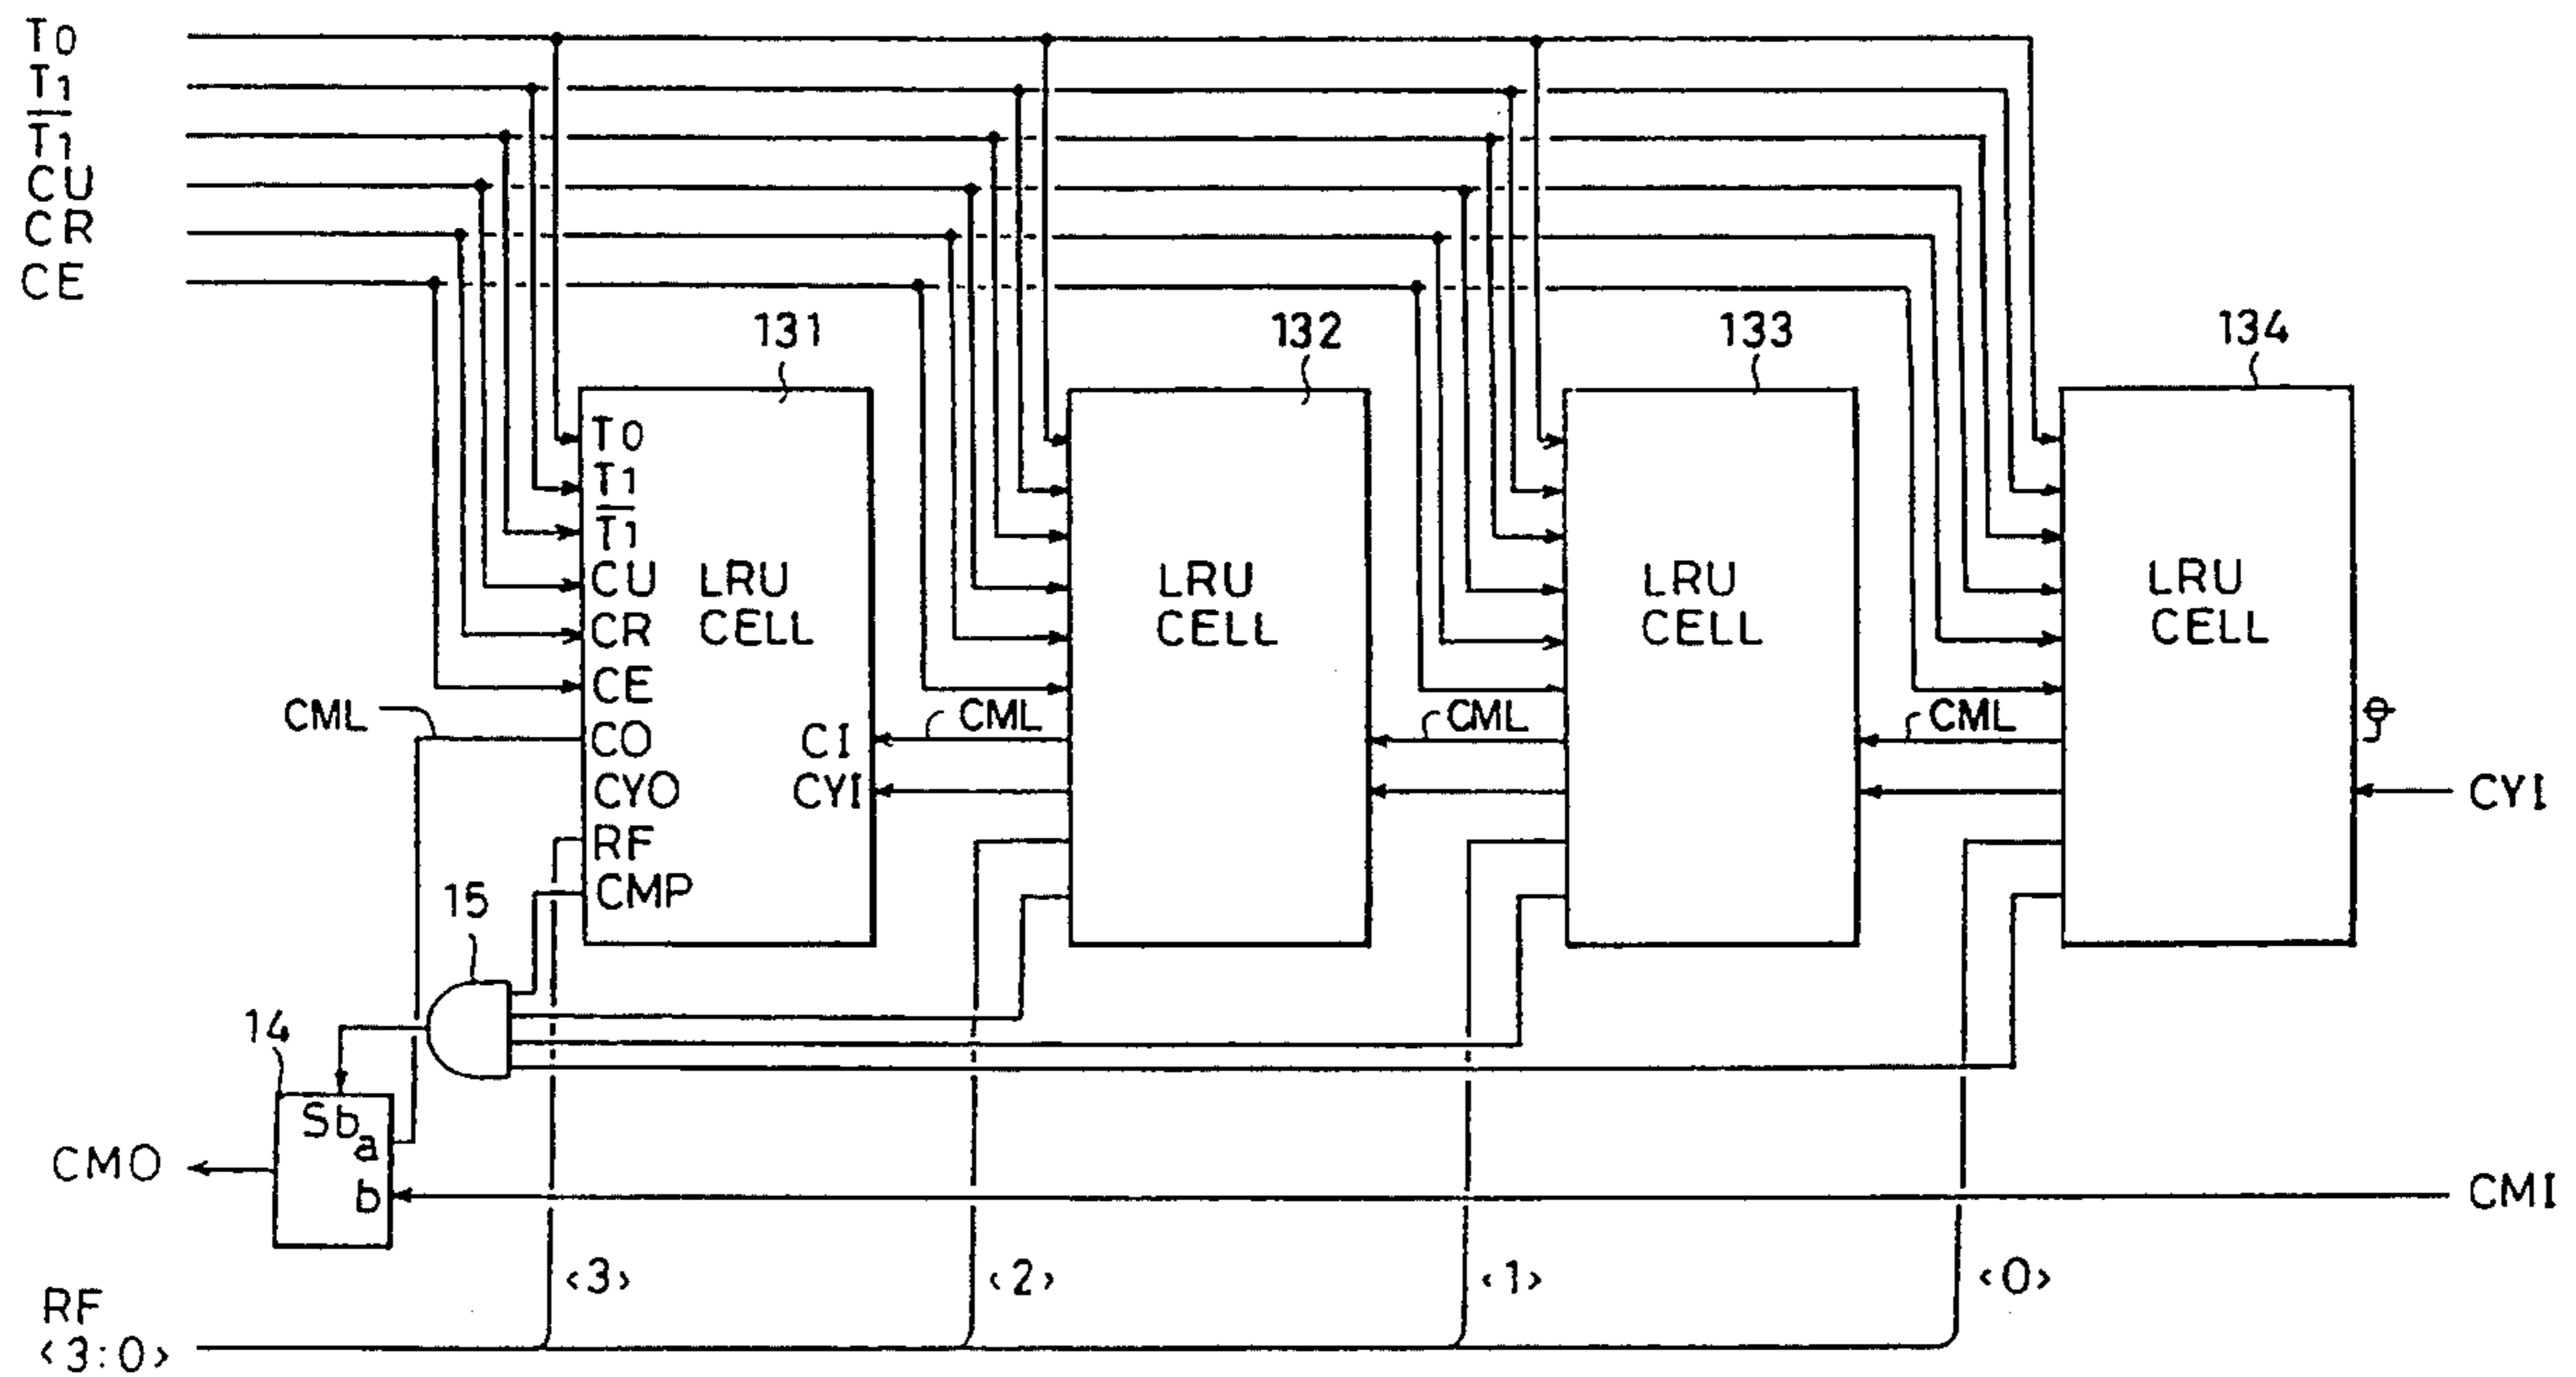 T0
T1
T̅1̅
CU
CR
CE
131
132
133
134
T0
T1
T̅1̅
CU
CR
CE
CO
CYO
RF
CMP
LRU
CELL
CI
CYI
LRU
CELL
LRU
CELL
LRU
CELL
CML
CML
CML
CML
CYI
15
14
Sb
a
b
CMO
CMI
<3>
<2>
<1>
<0>
RF
<3:0>